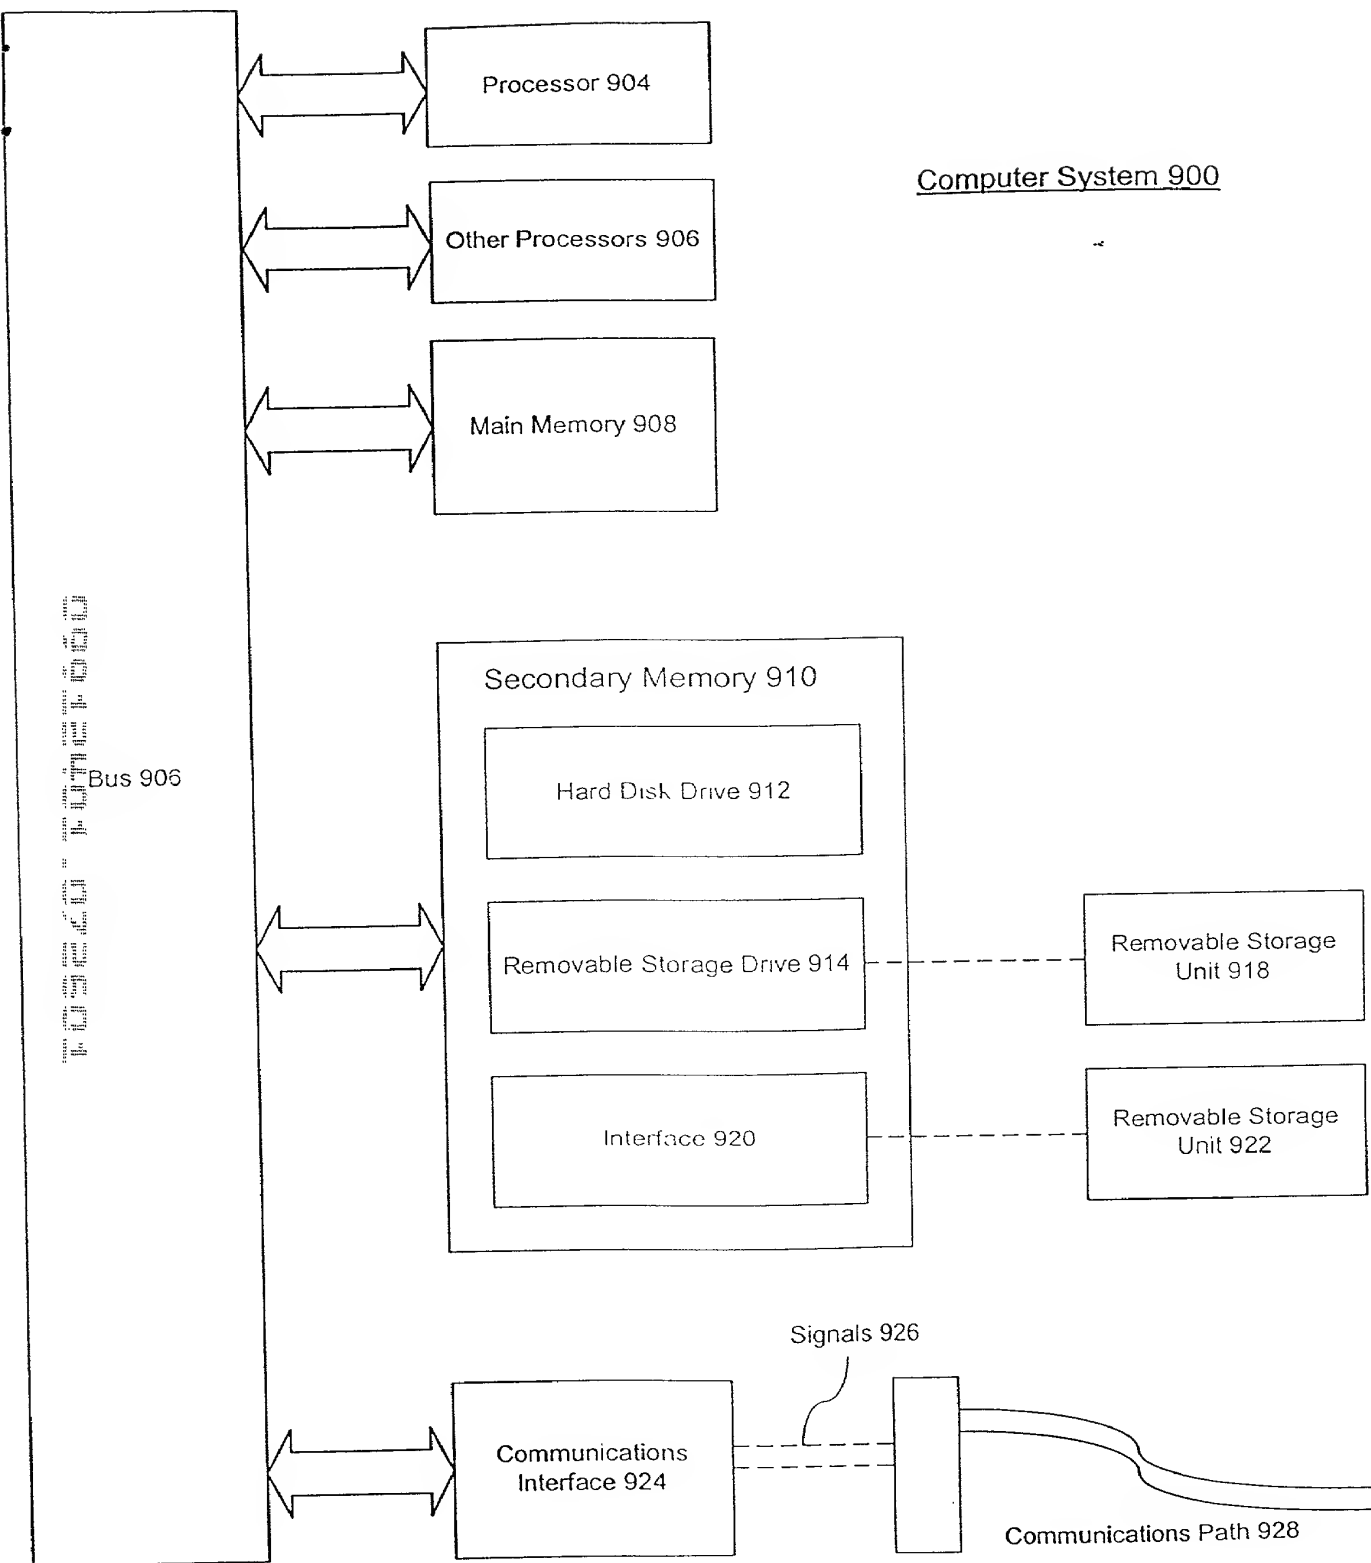 Processor 904
Computer System 900
Other Processors 906
Main Memory 908
Secondary Memory 910
Hard Disk Drive 912
Bus 906
Removable Storage Drive 914
Removable Storage
Unit 918
Interface 920
Removable Storage
Unit 922
Signals 926
Communications
Interface 924
Communications Path 928